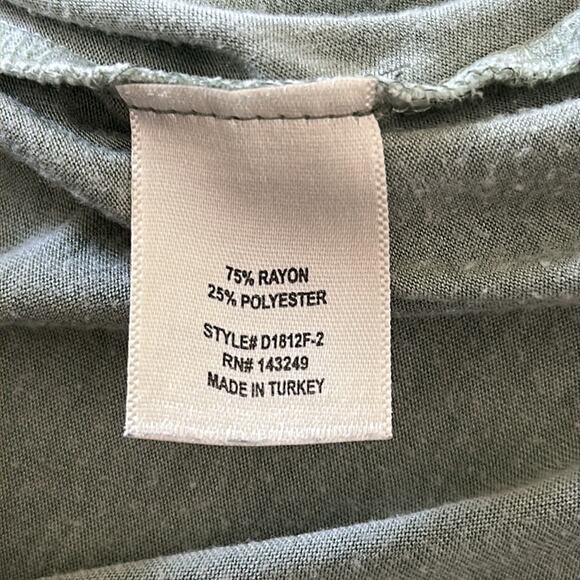 75% RAYON
25% POLYESTER
STYLE# D1812F-2
RN# 143249
MADE IN TURKEY